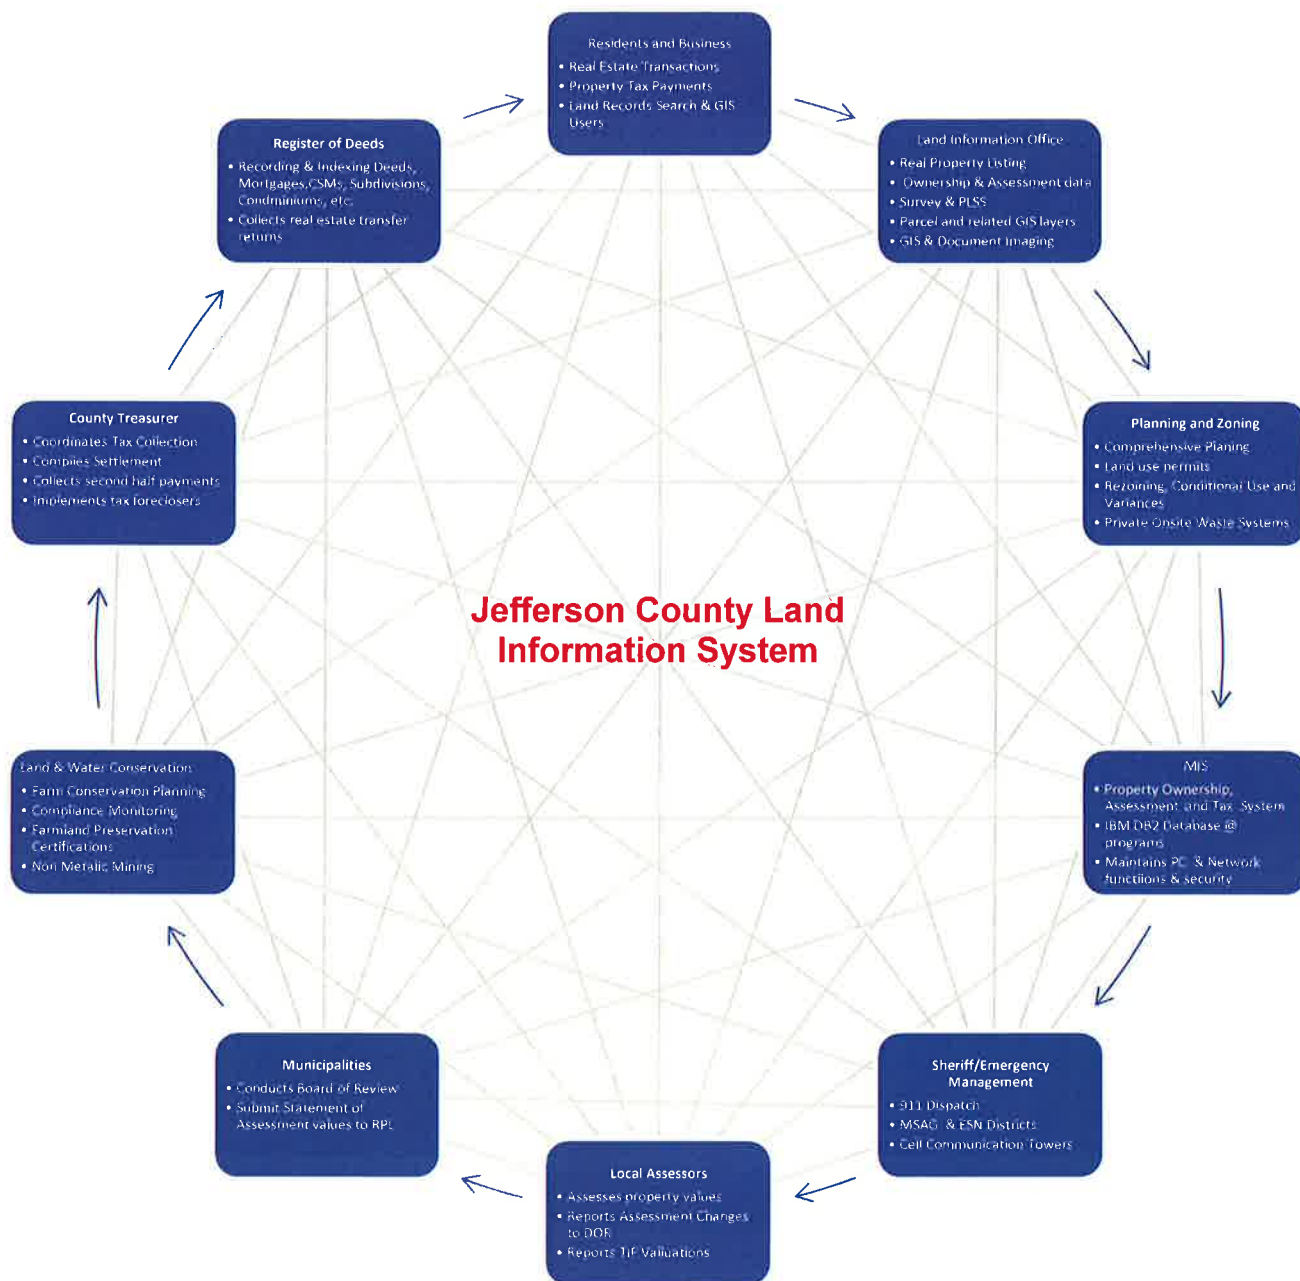 Residents and Business
• Real Estate Transactions
• Property Tax Payments
• Land Records Search & GIS
Users
Land Information Office
• Real Property Listing
• Ownership & Assessment data
• Survey & PLSS
• Parcel and related GIS layers
• GIS & Document Imaging
Planning and Zoning
• Comprehensive Planing
• Land use permits
• Rezoining, Conditional Use and
Variances
• Private Onsite Waste Systems
MIS
• Property Ownership,
Assessment and Tax System
• IBM DB2 Database @
programs
• Maintains PC & Network
functiions & security
Sheriff/Emergency
Management
• 911 Dispatch
• MSAG & ESN Districts
• Cell Communication Towers
Local Assessors
• Assesses property values
• Reports Assessment Changes
to DOR
• Reports TIF Valluations
Municipalities
• Conducts Board of Review
• Submit Statement of
Assessment values to RPL
Land & Water Conservation
• Farm Conservation Planning
• Compliance Monitoring
• Farmland Preservation
Certifications
• Non Metalic Mining
County Treasurer
• Coordinates Tax Collection
• Compiles Settlement
• Collects second half payments
• Implements tax foreclosers
Register of Deeds
• Recording & Indexing Deeds,
Mortgages,CSMs, Subdivisions,
Condminiums, etc.
• Collects real estate transfer
returns
Jefferson County Land
Information System